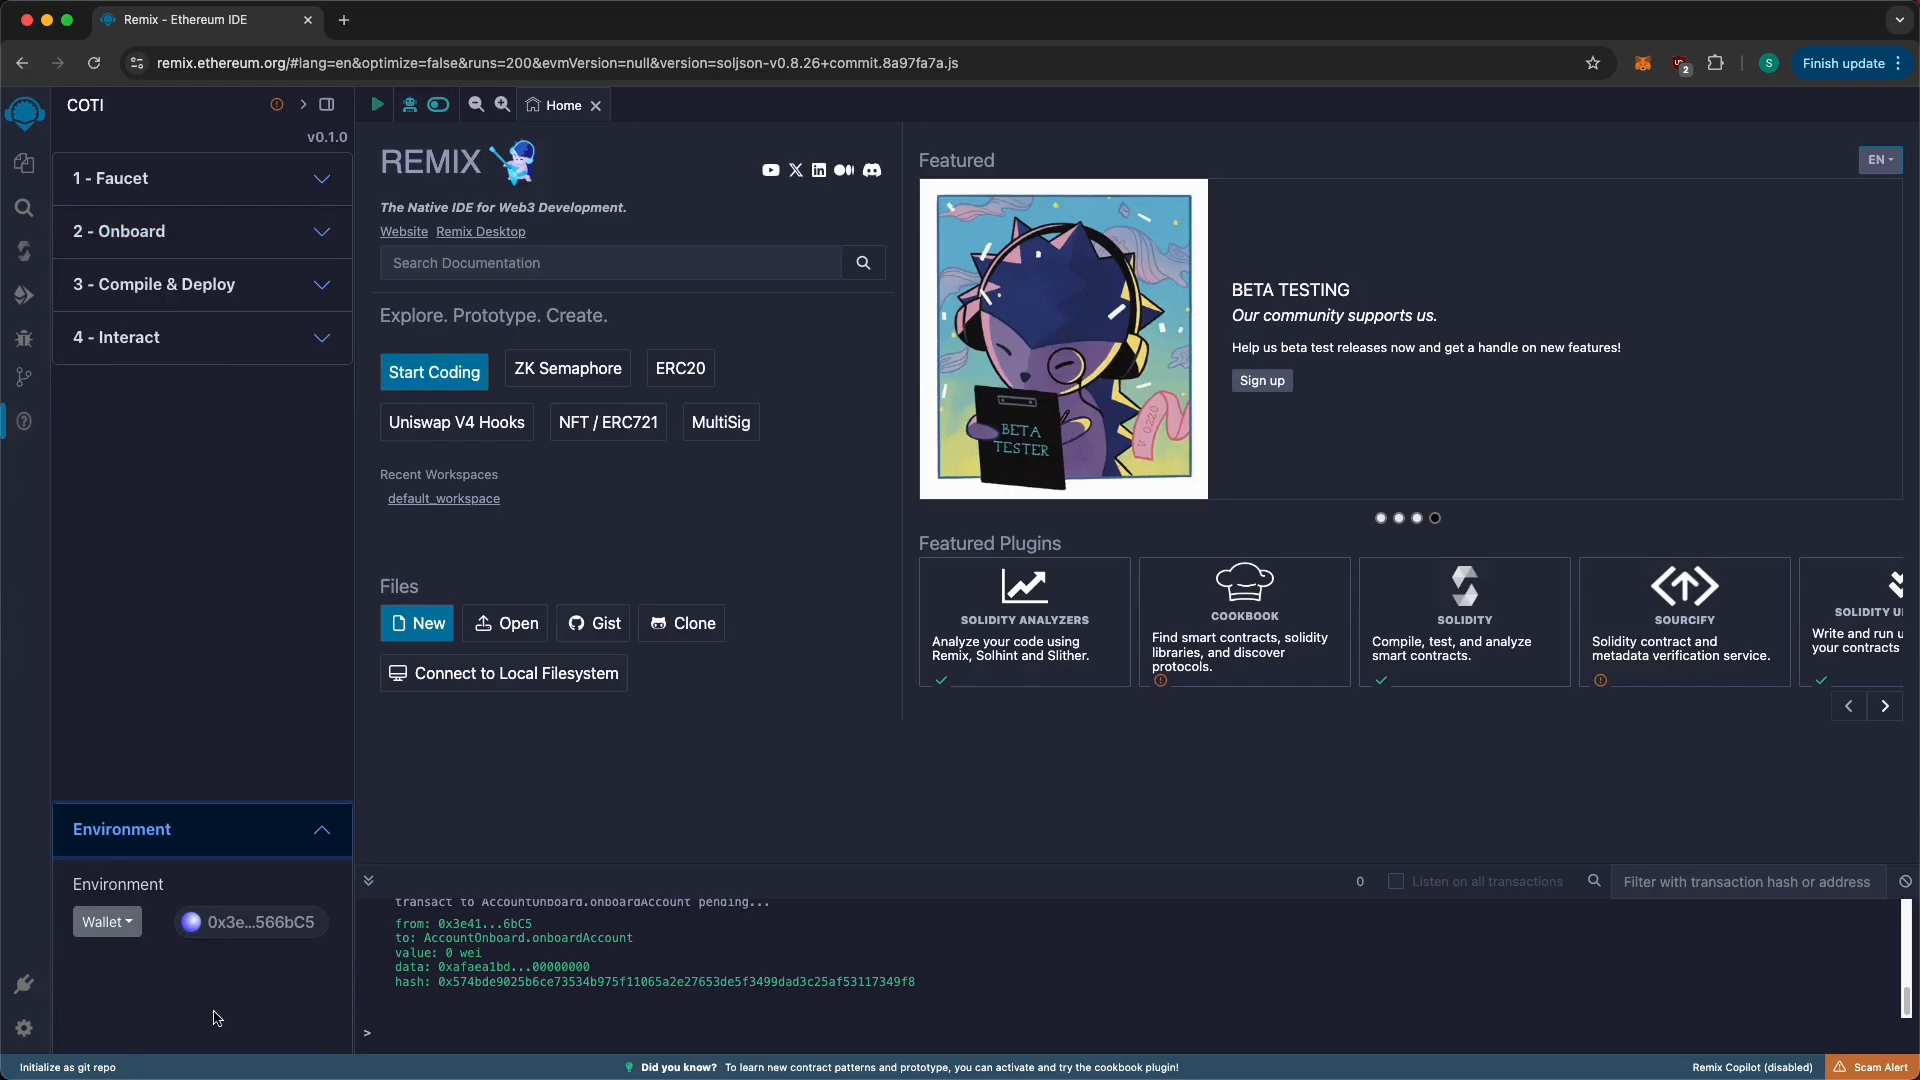 Remix - Ethereum IDE
remix.ethereum.org/#lang=en&optimize=false&runs=200&evmVersion=null&version=soljson-v0.8.26+commit.8a97fa7a.js
2
S
Finish update
COTI
v0.1.0
1 - Faucet
2 - Onboard
3 - Compile & Deploy
4 - Interact
Environment
Environment
Wallet
0x3e...566bC5
Home
REMIX
The Native IDE for Web3 Development.
Website Remix Desktop
Search Documentation
Explore. Prototype. Create.
Start Coding
ZK Semaphore
ERC20
Uniswap V4 Hooks
NFT / ERC721
MultiSig
Recent Workspaces
default_workspace
Files
New
Open
Gist
Clone
Connect to Local Filesystem
Featured
EN
BETA
TESTER
V 0.22.0
BETA TESTING
Our community supports us.
Help us beta test releases now and get a handle on new features!
Sign up
Featured Plugins
SOLIDITY ANALYZERS
Analyze your code using
Remix, Solhint and Slither.
COOKBOOK
Find smart contracts, solidity
libraries, and discover
protocols.
SOLIDITY
Compile, test, and analyze
smart contracts.
SOURCIFY
Solidity contract and
metadata verification service.
SOLIDITY U
Write and run u
your contracts
0
Listen on all transactions
Filter with transaction hash or address
transact to AccountOnboard.onboardAccount pending...
from: 0x3e41...6bC5
to: AccountOnboard.onboardAccount
value: 0 wei
data: 0xafaea1bd...00000000
hash: 0x574bde9025b6ce73534b975f11065a2e27653de5f3499dad3c25af53117349f8
>
Initialize as git repo
Did you know? To learn new contract patterns and prototype, you can activate and try the cookbook plugin!
Remix Copilot (disabled)
Scam Alert